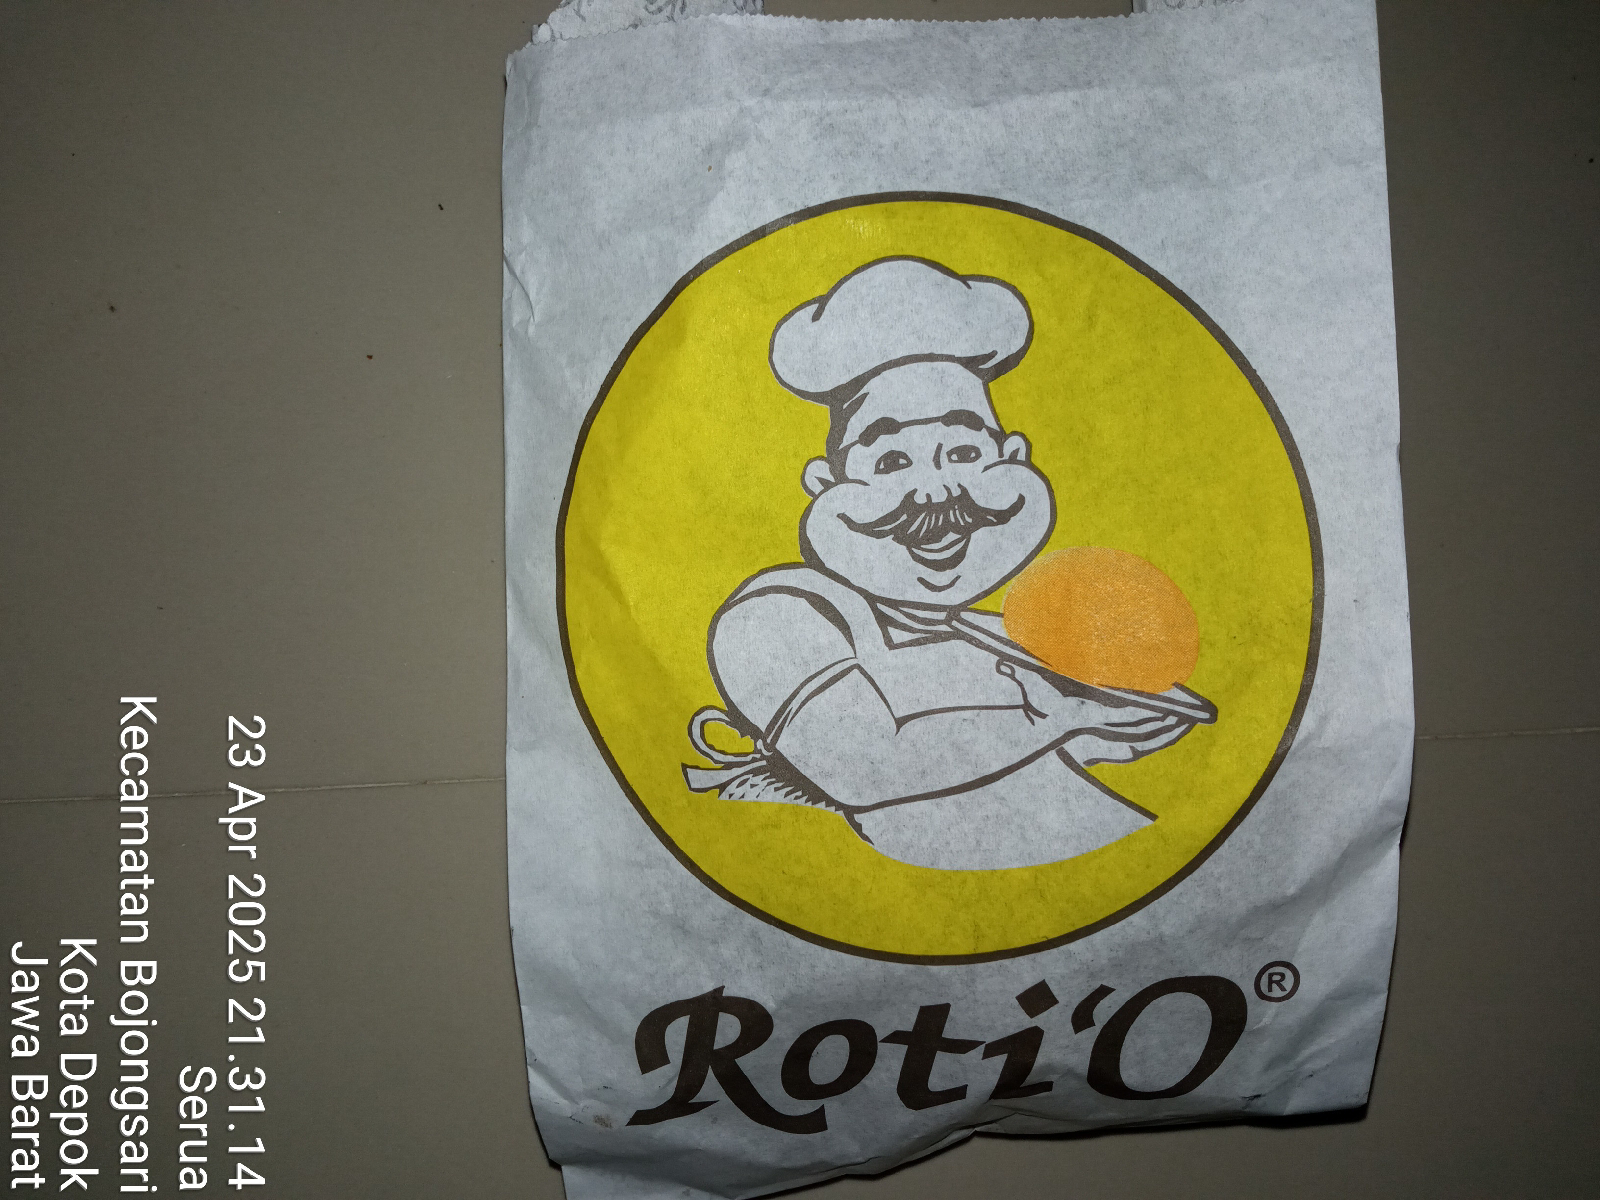 Roti'O®
23 Apr 2025 21.31.14
Serua
Kecamatan Bojongsari
Kota Depok
Jawa Barat